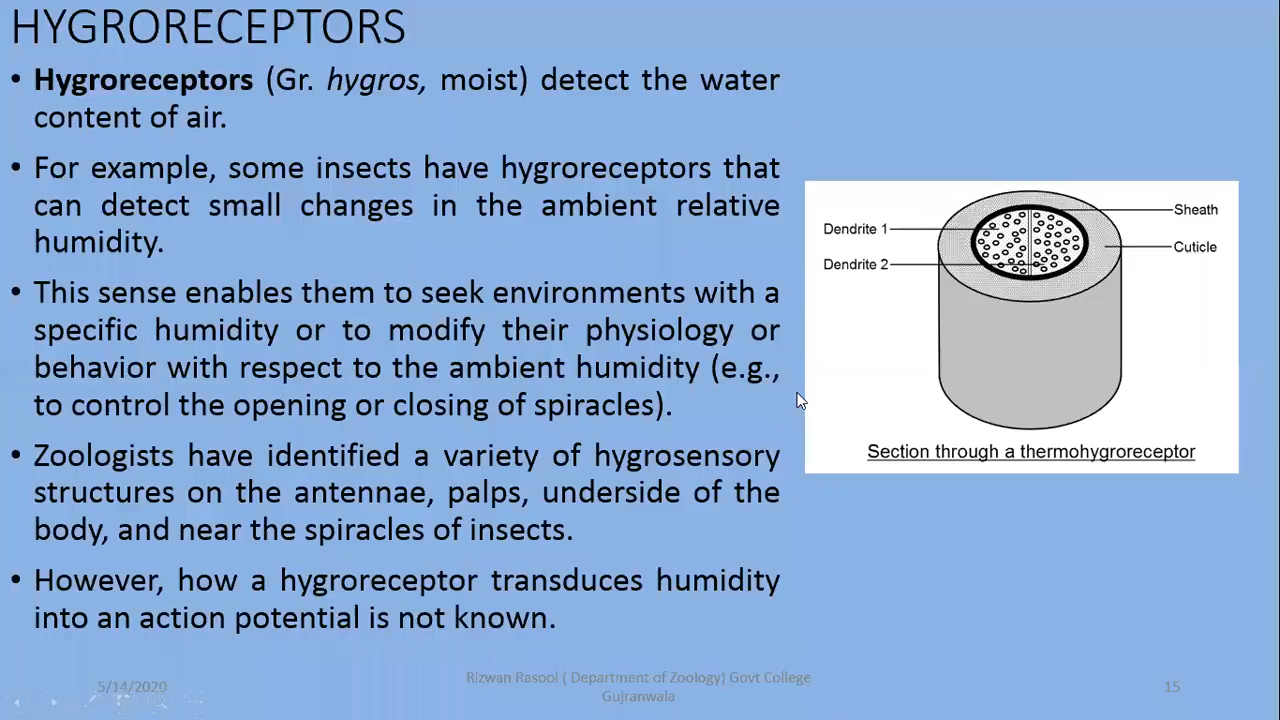 HYGRORECEPTORS
• Hygroreceptors (Gr. hygros, moist) detect the water
content of air.
• For example, some insects have hygroreceptors that
can detect small changes in the ambient relative
humidity.
• This sense enables them to seek environments with a
specific humidity or to modify their physiology or
behavior with respect to the ambient humidity (e.g.,
to control the opening or closing of spiracles).
• Zoologists have identified a variety of hygrosensory
structures on the antennae, palps, underside of the
body, and near the spiracles of insects.
• However, how a hygroreceptor transduces humidity
into an action potential is not known.
Sheath
Dendrite 1
Cuticle
Dendrite 2
Section through a thermohygroreceptor
5/14/2020
Rizwan Rasool ( Department of Zoology) Govt College
Gujranwala
15